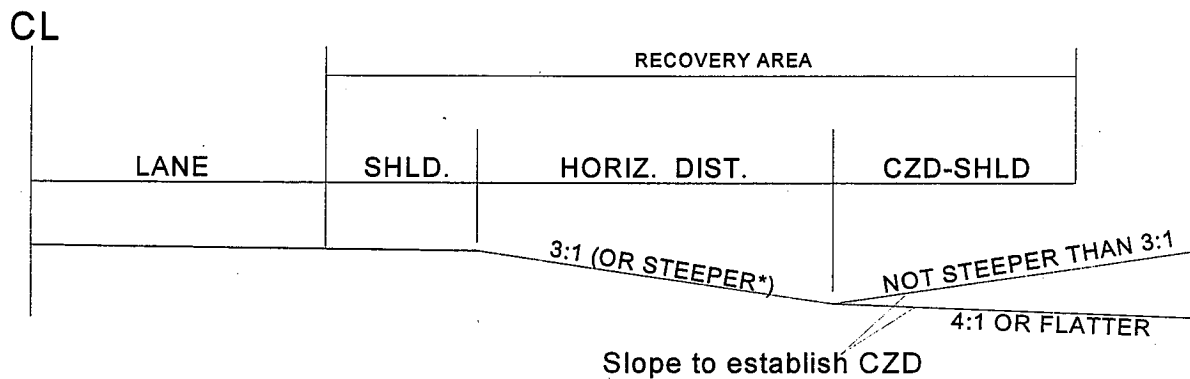 CL
RECOVERY AREA
LANE
SHLD.
HORIZ. DIST.
CZD-SHLD
3:1 (OR STEEPER*)
NOT STEEPER THAN 3:1
4:1 OR FLATTER
Slope to establish CZD